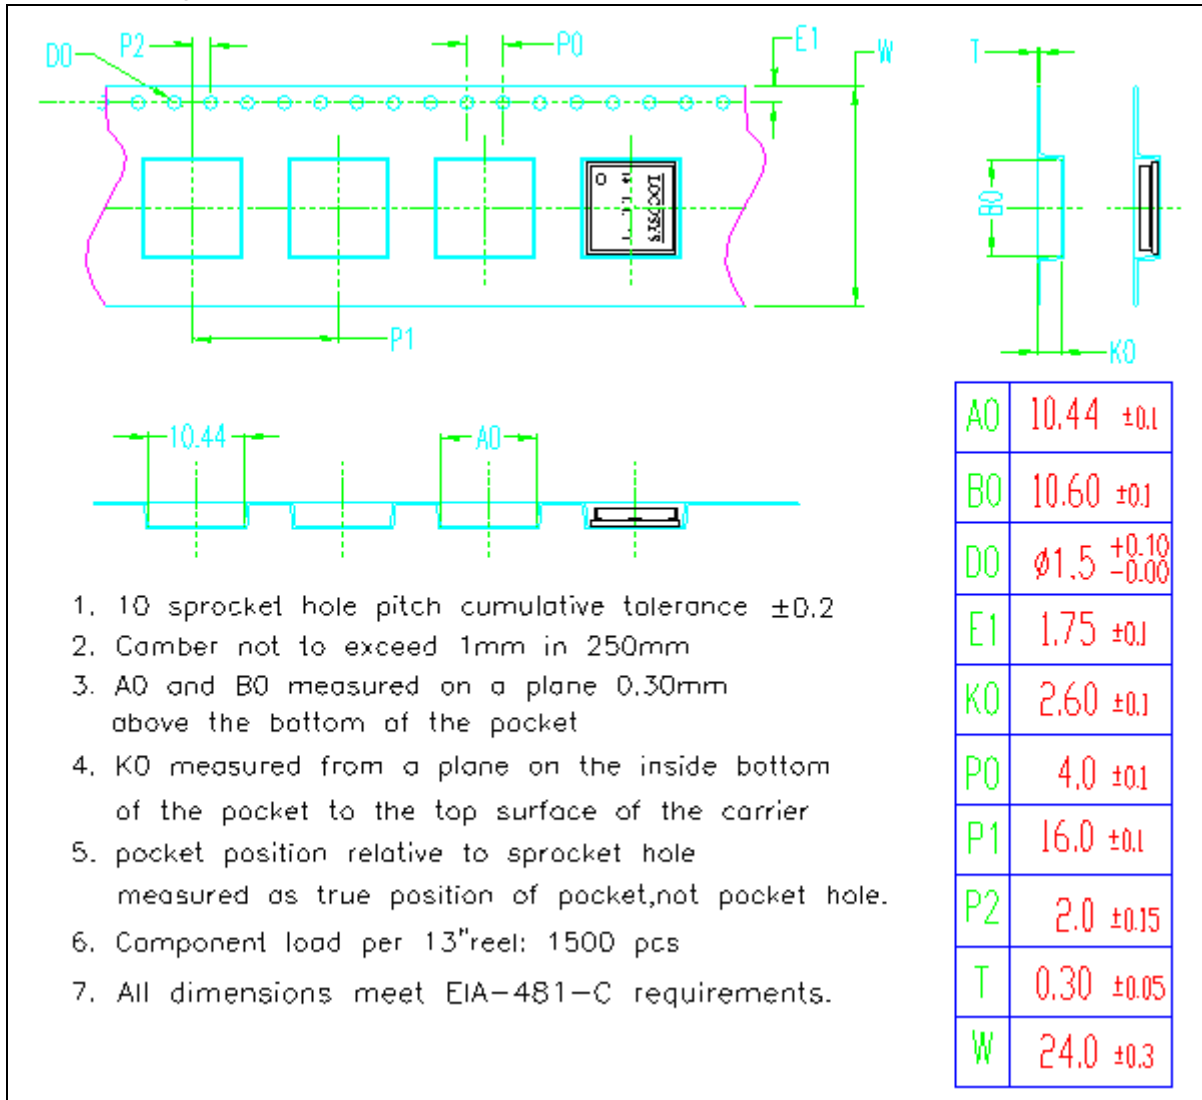 D0 P2 P0 E1 W T
LOCOSYS
B0
P1
K0
10.44 A0
A0 10.44 ±0.1
B0 10.60 ±0.1
D0 ø1.5 +0.10 -0.00
E1 1.75 ±0.1
K0 2.60 ±0.1
P0 4.0 ±0.1
P1 16.0 ±0.1
P2 2.0 ±0.15
T 0.30 ±0.05
W 24.0 ±0.3
1. 10 sprocket hole pitch cumulative tolerance ±0.2
2. Camber not to exceed 1mm in 250mm
3. A0 and B0 measured on a plane 0.30mm
above the bottom of the pocket
4. K0 measured from a plane on the inside bottom
of the pocket to the top surface of the carrier
5. pocket position relative to sprocket hole
measured as true position of pocket,not pocket hole.
6. Component load per 13"reel: 1500 pcs
7. All dimensions meet EIA-481-C requirements.